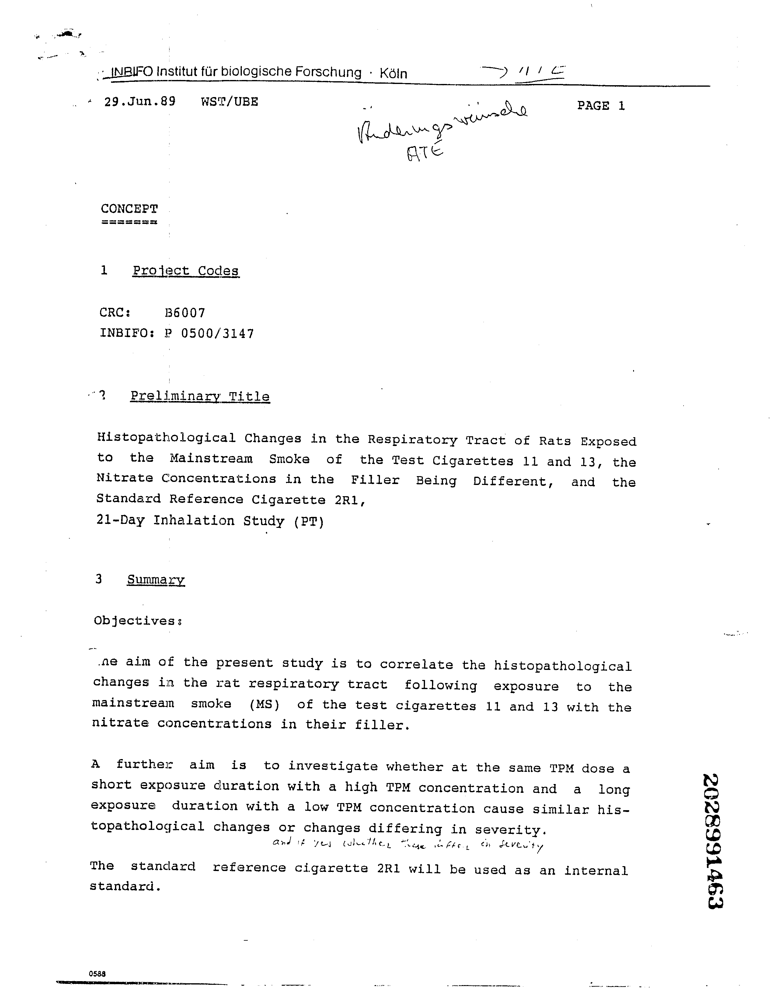 INBIFO Institut für biologische Forschung · Köln
29.Jun.89 WST/UBE
PAGE 1
Änderungswünsche
ATE
CONCEPT
=======
1 Project Codes
CRC: B6007
INBIFO: P 0500/3147
2 Preliminary Title
Histopathological Changes in the Respiratory Tract of Rats Exposed
to the Mainstream Smoke of the Test Cigarettes 11 and 13, the
Nitrate Concentrations in the Filler Being Different, and the
Standard Reference Cigarette 2R1,
21-Day Inhalation Study (PT)
3 Summary
Objectives:
.he aim of the present study is to correlate the histopathological
changes in the rat respiratory tract following exposure to the
mainstream smoke (MS) of the test cigarettes 11 and 13 with the
nitrate concentrations in their filler.
A further aim is to investigate whether at the same TPM dose a
short exposure duration with a high TPM concentration and a long
exposure duration with a low TPM concentration cause similar his-
topathological changes or changes differing in severity.
and if yes whether these differ in severity
The standard reference cigarette 2R1 will be used as an internal
standard.
2028991463
0588